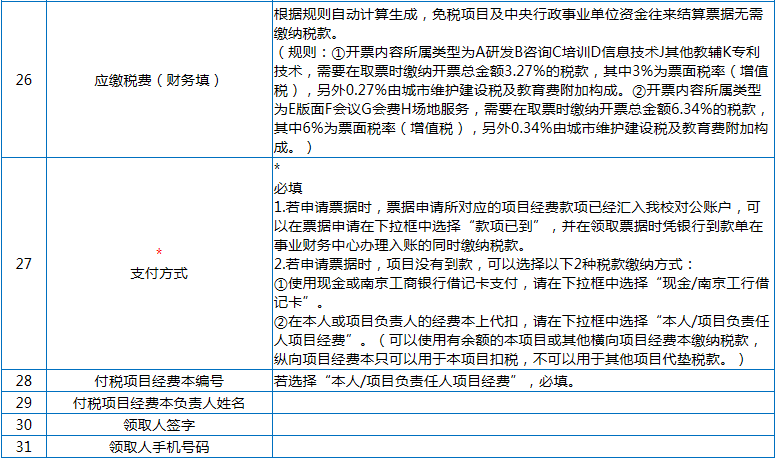 根据规则自动计算生成，免税项目及中央行政事业单位资金往来结算票据无需
缴纳税款。
（规则：①开票内容所属类型为A研发B咨询C培训D信息技术J其他教辅K专利
技术，需要在取票时缴纳开票总金额3.27%的税款，其中3%为票面税率（增值
税），另外0.27%由城市维护建设税及教育费附加构成。②开票内容所属类型
为E版面F会议G会费H场地服务，需要在取票时缴纳开票总金额6.34%的税款，
其中6%为票面税率（增值税），另外0.34%由城市维护建设税及教育费附加构
成。）
26
应缴税费（财务填）
*
必填
1.若申请票据时，票据申请所对应的项目经费款项已经汇入我校对公账户，可
以在票据申请在下拉框中选择“款项已到”，并在领取票据时凭银行到款单在
事业财务中心办理入账的同时缴纳税款。
2.若申请票据时，项目没有到款，可以选择以下2种税款缴纳方式：
①使用现金或南京工商银行借记卡支付，请在下拉框中选择“现金/南京工行借
记卡”。
②在本人或项目负责人的经费本上代扣，请在下拉框中选择“本人/项目负责任
人项目经费”。（可以使用有余额的本项目或其他横向项目经费本缴纳税款，
纵向项目经费本只可以用于本项目扣税，不可以用于其他项目代垫税款。）
27
*
支付方式
28 付税项目经费本编号 若选择“本人/项目负责任人项目经费”，必填。
29 付税项目经费本负责人姓名
30 领取人签字
31 领取人手机号码